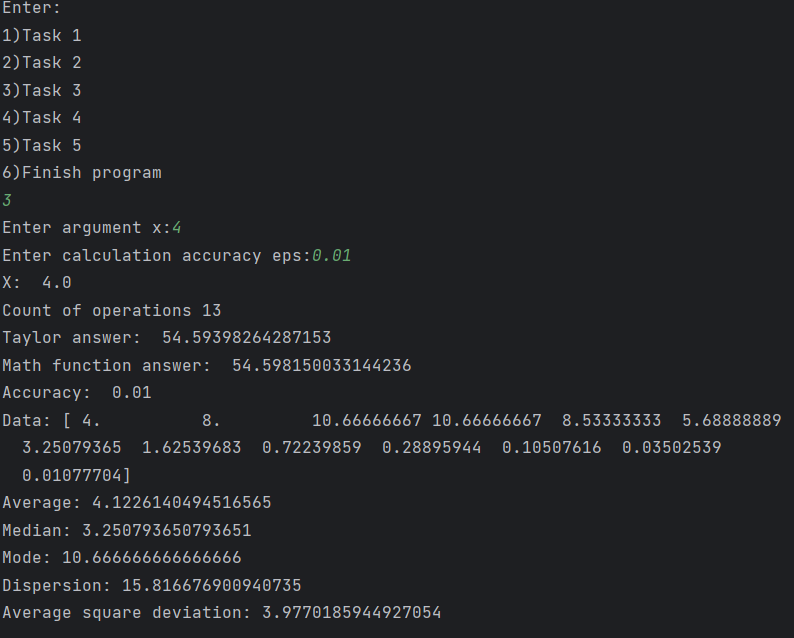 Enter:
1)Task 1
2)Task 2
3)Task 3
4)Task 4
5)Task 5
6)Finish program
3
Enter argument x:4
Enter calculation accuracy eps:0.01
X:  4.0
Count of operations 13
Taylor answer:  54.59398264287153
Math function answer:  54.598150033144236
Accuracy:  0.01
Data: [ 4.          8.         10.66666667 10.66666667  8.53333333  5.68888889
  3.25079365  1.62539683  0.72239859  0.28895944  0.10507616  0.03502539
  0.01077704]
Average: 4.1226140494516565
Median: 3.250793650793651
Mode: 10.666666666666666
Dispersion: 15.816676900940735
Average square deviation: 3.9770185944927054